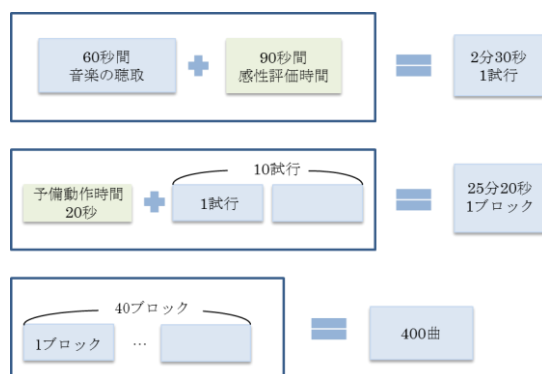 60秒間
音楽の聴取
+
90秒間
感性評価時間
=
2分30秒
1試行
10試行
予備動作時間
20秒
+
1試行
=
25分20秒
1ブロック
40ブロック
1ブロック
…
=
400曲